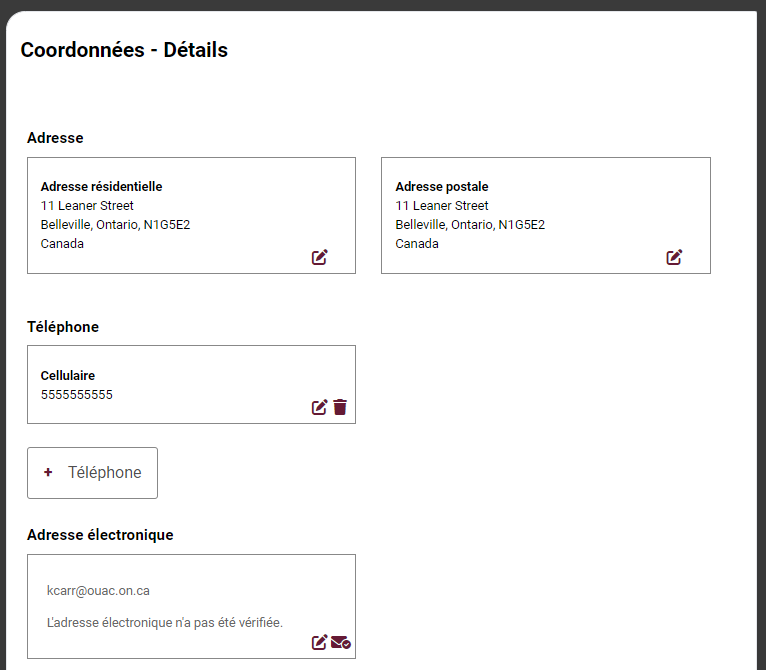 Coordonnées - Détails
Adresse
Adresse résidentielle
11 Leaner Street
Belleville, Ontario, N1G5E2
Canada
Adresse postale
11 Leaner Street
Belleville, Ontario, N1G5E2
Canada
Téléphone
Cellulaire
5555555555
+ Téléphone
Adresse électronique
kcarr@ouac.on.ca
L'adresse électronique n'a pas été vérifiée.